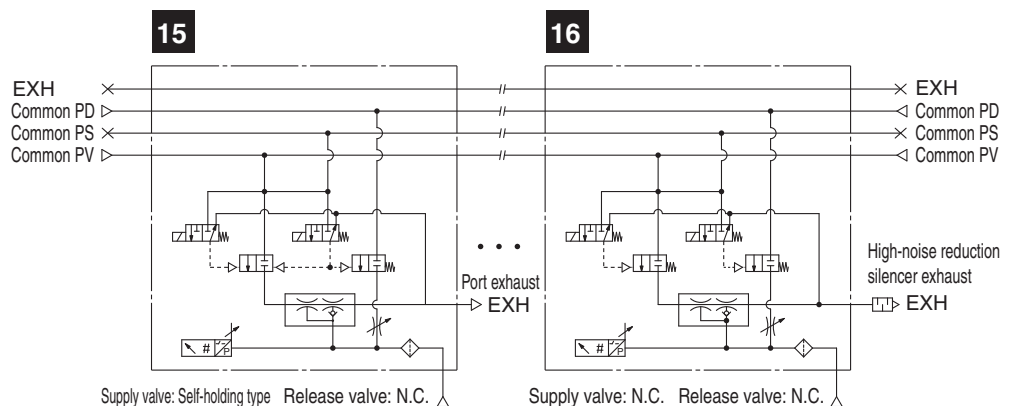 15
16
EXH
EXH
Common PD
Common PD
Common PS
Common PS
Common PV
Common PV
High-noise reduction
silencer exhaust
Port exhaust
EXH
EXH
#
P
#
P
Supply valve: Self-holding type
Release valve: N.C.
Supply valve: N.C.
Release valve: N.C.